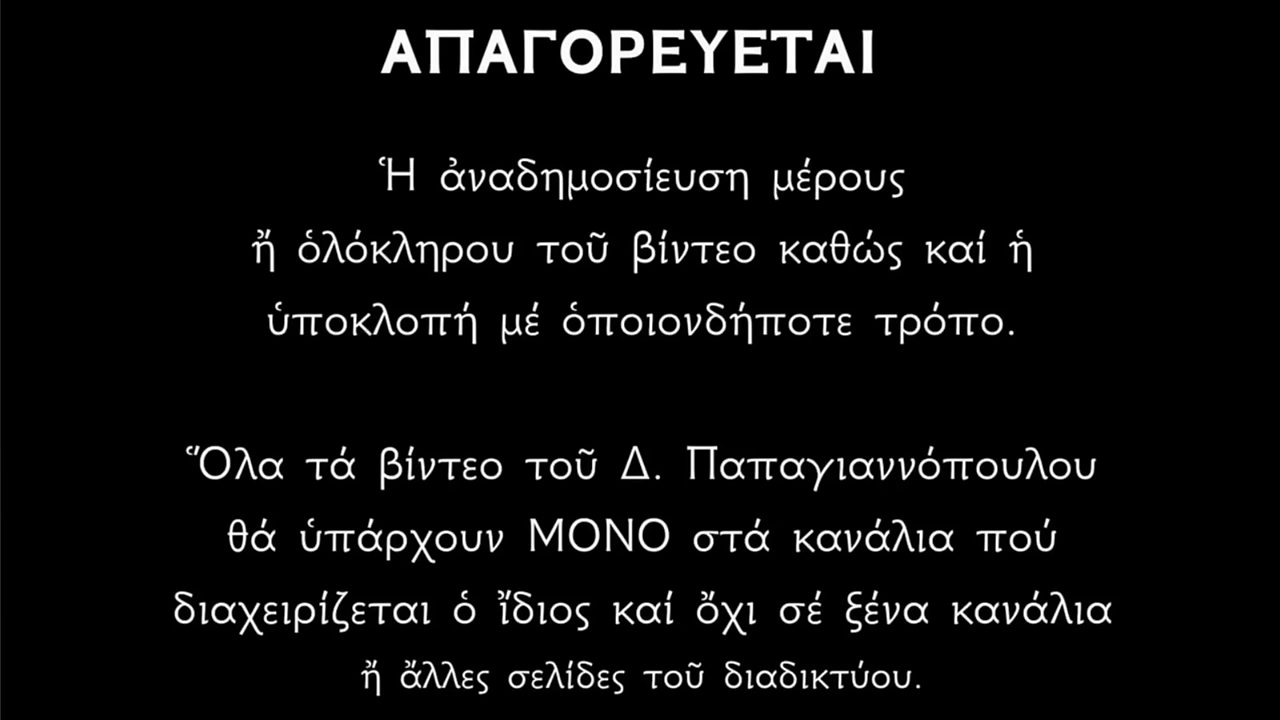 ΑΠΑΓΟΡΕΥΕΤΑΙ
Ἡ ἀναδημοσίευση μέρους
ἤ ὁλόκληρου τοῦ βίντεο καθώς καί ἡ
ὑποκλοπή μέ ὁποιονδήποτε τρόπο.
Ὅλα τά βίντεο τοῦ Δ. Παπαγιαννόπουλου
θά ὑπάρχουν ΜΟΝΟ στά κανάλια πού
διαχειρίζεται ὁ ἴδιος καί ὄχι σέ ξένα κανάλια
ἤ ἄλλες σελίδες τοῦ διαδικτύου.